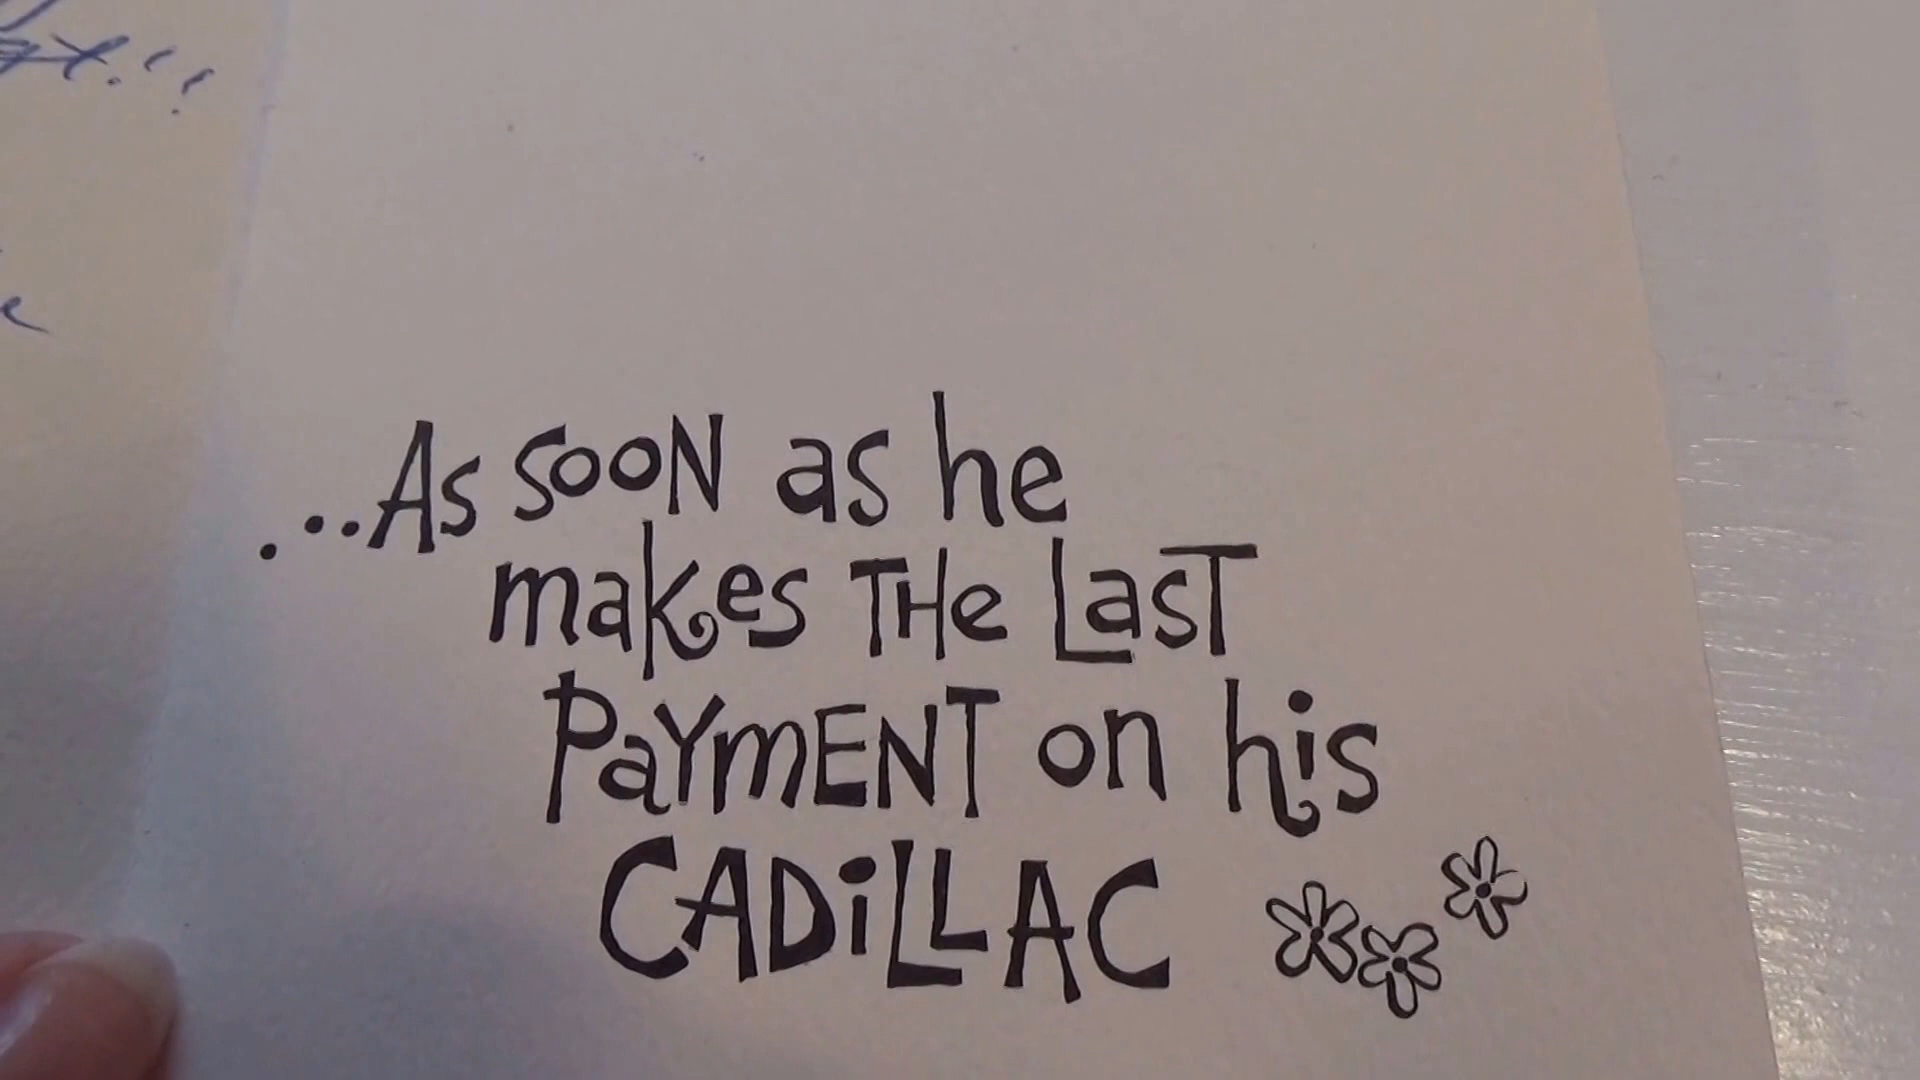 ...As soon as he
makes the last
payment on his
CADiLLAC